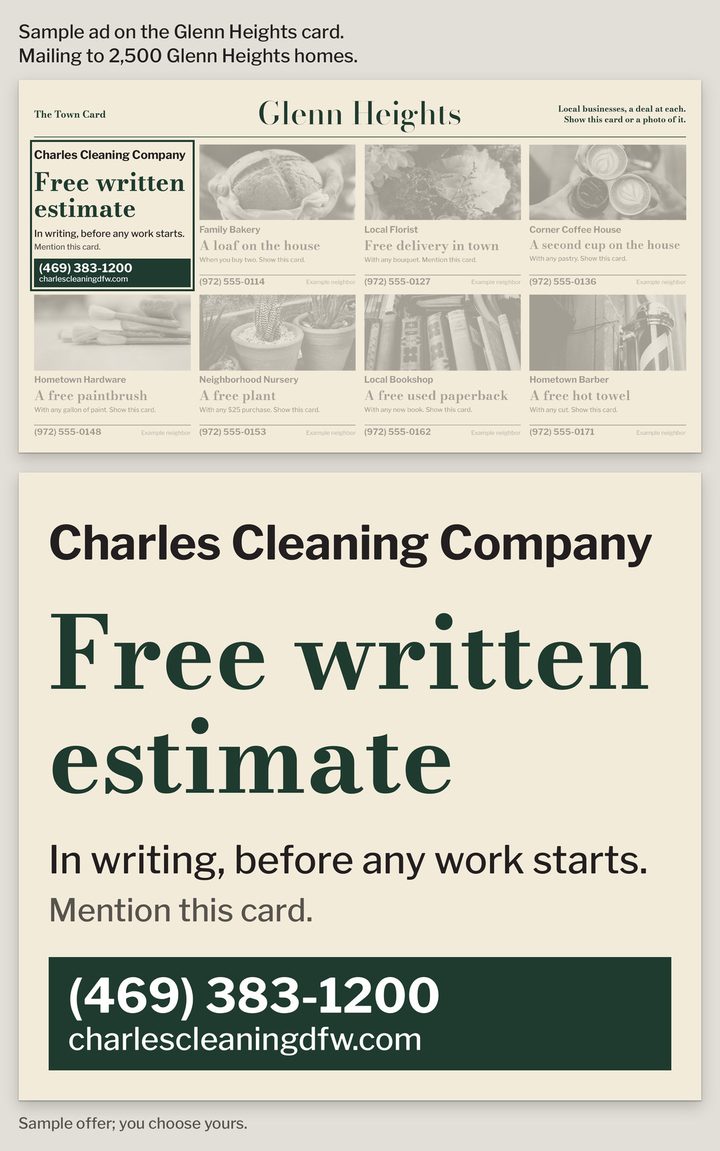 Sample ad on the Glenn Heights card.
Mailing to 2,500 Glenn Heights homes.
The Town Card
Glenn Heights
Local businesses, a deal at each.
Show this card or a photo of it.
Charles Cleaning Company
Free written
estimate
In writing, before any work starts.
Mention this card.
(469) 383-1200
charlescleaningdfw.com
Family Bakery
A loaf on the house
When you buy two. Show this card.
(972) 555-0114
Example neighbor
Local Florist
Free delivery in town
With any bouquet. Mention this card.
(972) 555-0127
Example neighbor
Corner Coffee House
A second cup on the house
With any pastry. Show this card.
(972) 555-0136
Example neighbor
Hometown Hardware
A free paintbrush
With any gallon of paint. Show this card.
(972) 555-0148
Example neighbor
Neighborhood Nursery
A free plant
With any $25 purchase. Show this card.
(972) 555-0153
Example neighbor
Local Bookshop
A free used paperback
With any new book. Show this card.
(972) 555-0162
Example neighbor
Hometown Barber
A free hot towel
With any cut. Show this card.
(972) 555-0171
Example neighbor
Charles Cleaning Company
Free written
estimate
In writing, before any work starts.
Mention this card.
(469) 383-1200
charlescleaningdfw.com
Sample offer; you choose yours.